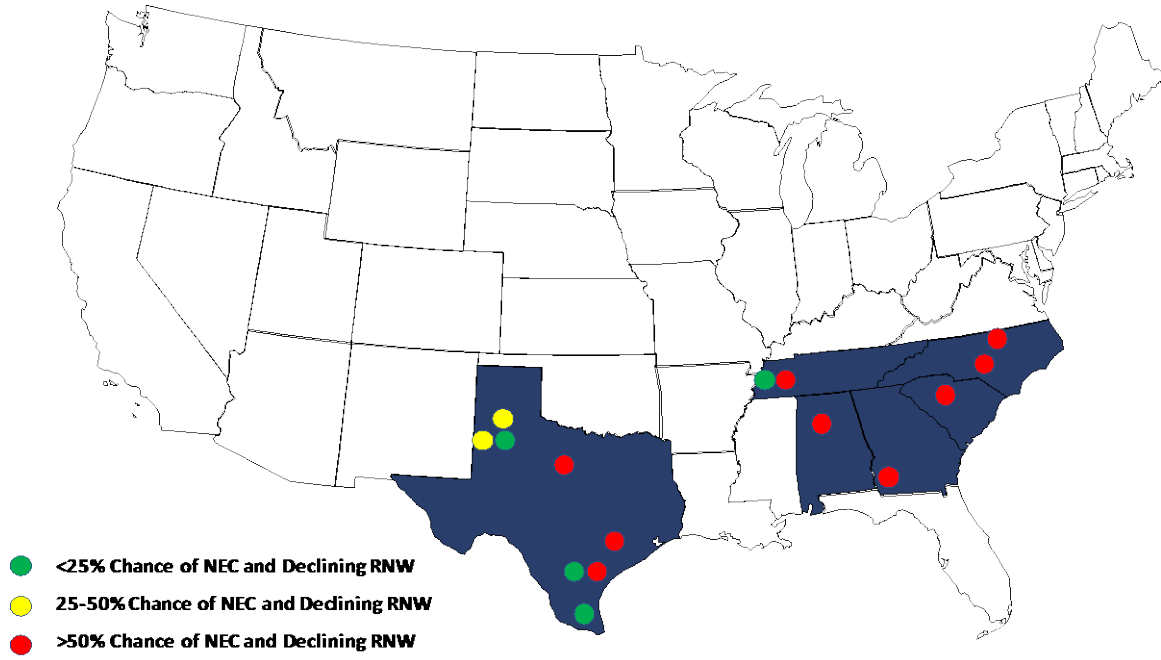 <25% Chance of NEC and Declining RNW
25-50% Chance of NEC and Declining RNW
>50% Chance of NEC and Declining RNW